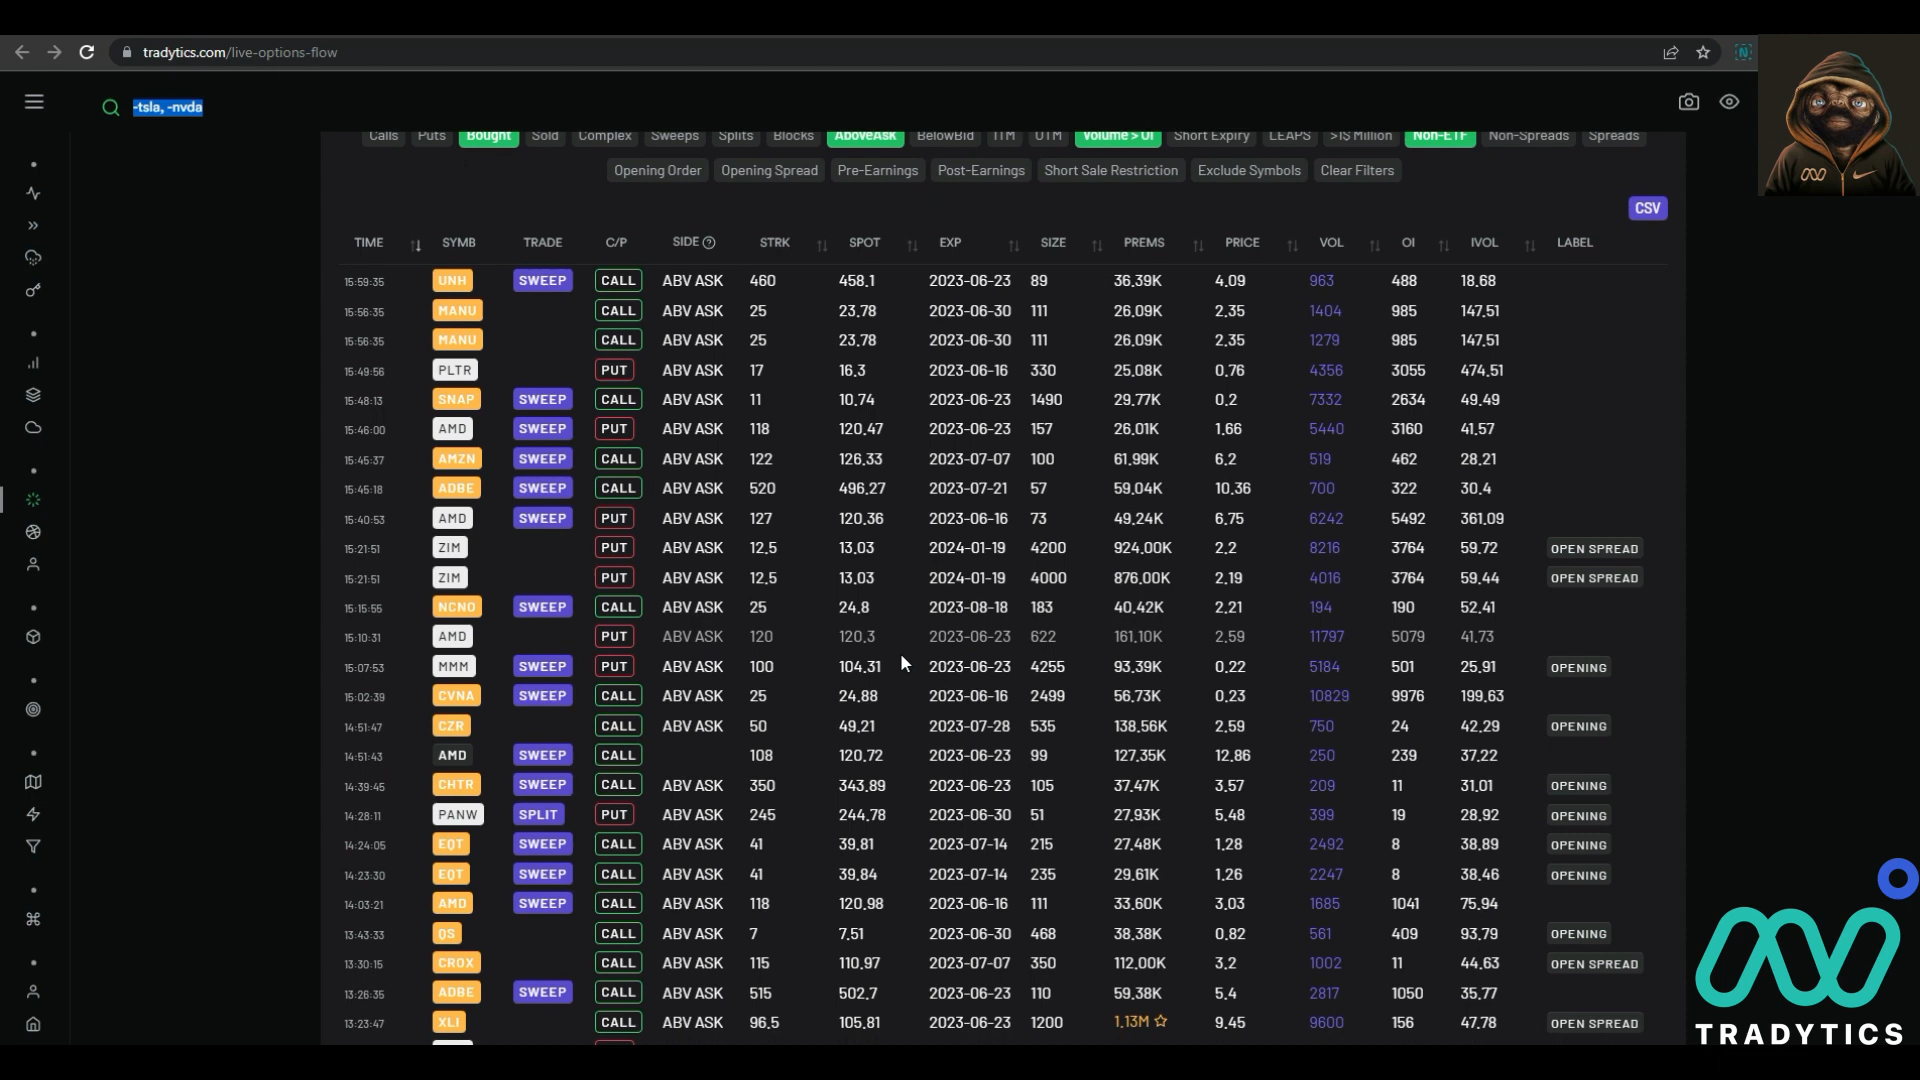 tradytics.com/live-options-flow
-tsla, -nvda
Calls Puts Bought Sold Complex Sweeps Splits Blocks AboveAsk BelowBid ITM OTM Volume > OI Short Expiry LEAPS >1$ Million Non-ETF Non-Spreads Spreads
Opening Order Opening Spread Pre-Earnings Post-Earnings Short Sale Restriction Exclude Symbols Clear Filters
CSV
TIME SYMB TRADE C/P SIDE STRK SPOT EXP SIZE PREMS PRICE VOL OI IVOL LABEL
15:59:35 UNH SWEEP CALL ABV ASK 460 458.1 2023-06-23 89 36.39K 4.09 963 488 18.68
15:56:35 MANU CALL ABV ASK 25 23.78 2023-06-30 111 26.09K 2.35 1404 985 147.51
15:56:35 MANU CALL ABV ASK 25 23.78 2023-06-30 111 26.09K 2.35 1279 985 147.51
15:49:56 PLTR PUT ABV ASK 17 16.3 2023-06-16 330 25.08K 0.76 4356 3055 474.51
15:48:13 SNAP SWEEP CALL ABV ASK 11 10.74 2023-06-23 1490 29.77K 0.2 7332 2634 49.49
15:46:00 AMD SWEEP PUT ABV ASK 118 120.47 2023-06-23 157 26.01K 1.66 5440 3160 41.57
15:45:37 AMZN SWEEP CALL ABV ASK 122 126.33 2023-07-07 100 61.99K 6.2 519 462 28.21
15:45:18 ADBE SWEEP CALL ABV ASK 520 496.27 2023-07-21 57 59.04K 10.36 700 322 30.4
15:40:53 AMD SWEEP PUT ABV ASK 127 120.36 2023-06-16 73 49.24K 6.75 6242 5492 361.09
15:21:51 ZIM PUT ABV ASK 12.5 13.03 2024-01-19 4200 924.00K 2.2 8216 3764 59.72 OPEN SPREAD
15:21:51 ZIM PUT ABV ASK 12.5 13.03 2024-01-19 4000 876.00K 2.19 4016 3764 59.44 OPEN SPREAD
15:15:55 NCNO SWEEP CALL ABV ASK 25 24.8 2023-08-18 183 40.42K 2.21 194 190 52.41
15:10:31 AMD PUT ABV ASK 120 120.3 2023-06-23 622 161.10K 2.59 11797 5079 41.73
15:07:53 MMM SWEEP PUT ABV ASK 100 104.31 2023-06-23 4255 93.39K 0.22 5184 501 25.91 OPENING
15:02:39 CVNA SWEEP CALL ABV ASK 25 24.88 2023-06-16 2499 56.73K 0.23 10829 9976 199.63
14:51:47 CZR CALL ABV ASK 50 49.21 2023-07-28 535 138.56K 2.59 750 24 42.29 OPENING
14:51:43 AMD SWEEP CALL 108 120.72 2023-06-23 99 127.35K 12.86 250 239 37.22
14:39:45 CHTR SWEEP CALL ABV ASK 350 343.89 2023-06-23 105 37.47K 3.57 209 11 31.01 OPENING
14:28:11 PANW SPLIT PUT ABV ASK 245 244.78 2023-06-30 51 27.93K 5.48 399 19 28.92 OPENING
14:24:05 EQT SWEEP CALL ABV ASK 41 39.81 2023-07-14 215 27.48K 1.28 2492 8 38.89 OPENING
14:23:30 EQT SWEEP CALL ABV ASK 41 39.84 2023-07-14 235 29.61K 1.26 2247 8 38.46 OPENING
14:03:21 AMD SWEEP CALL ABV ASK 118 120.98 2023-06-16 111 33.60K 3.03 1685 1041 75.94
13:43:33 QS CALL ABV ASK 7 7.51 2023-06-30 468 38.38K 0.82 561 409 93.79 OPENING
13:30:15 CROX CALL ABV ASK 115 110.97 2023-07-07 350 112.00K 3.2 1002 11 44.63 OPEN SPREAD
13:26:35 ADBE SWEEP CALL ABV ASK 515 502.7 2023-06-23 110 59.38K 5.4 2817 1050 35.77
13:23:47 XLI CALL ABV ASK 96.5 105.81 2023-06-23 1200 1.13M 9.45 9600 156 47.78 OPEN SPREAD
TRADYTICS